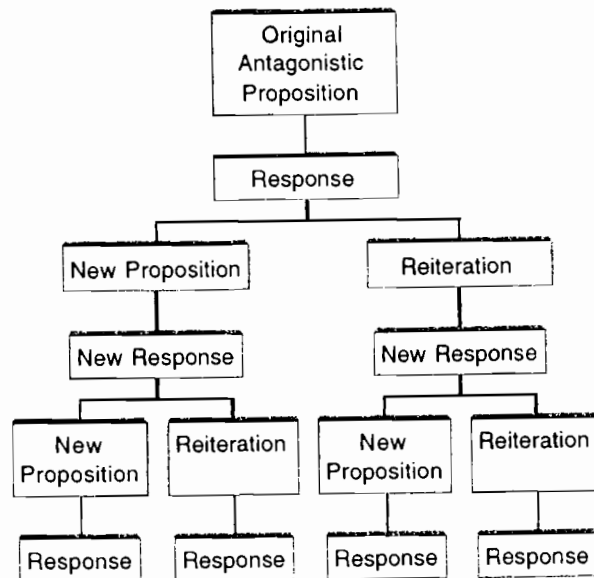 Original
Antagonistic
Proposition
Response
New Proposition
Reiteration
New Response
New Response
New
Proposition
Reiteration
New
Proposition
Reiteration
Response
Response
Response
Response